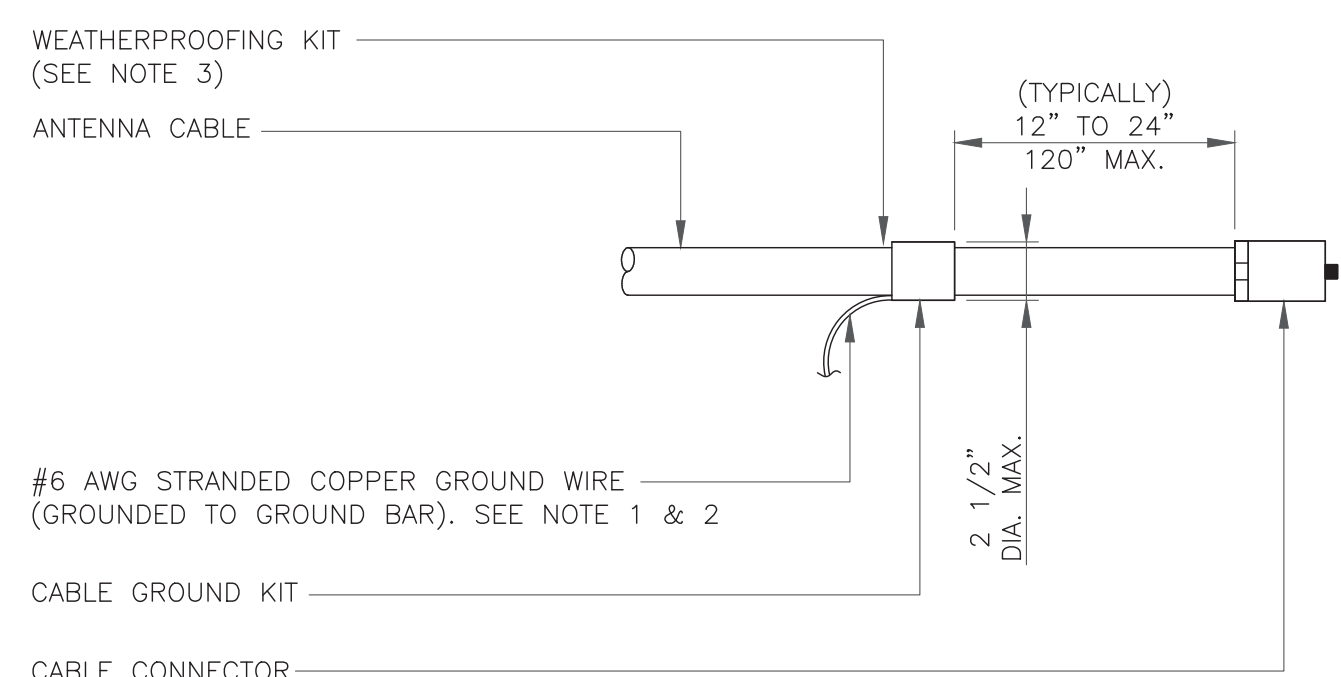 WEATHERPROOFING KIT
(SEE NOTE 3)
ANTENNA CABLE
(TYPICALLY)
12” TO 24”
120” MAX.
#6 AWG STRANDED COPPER GROUND WIRE
(GROUNDED TO GROUND BAR). SEE NOTE 1 & 2
2 1/2”
DIA. MAX.
CABLE GROUND KIT
CABLE CONNECTOR